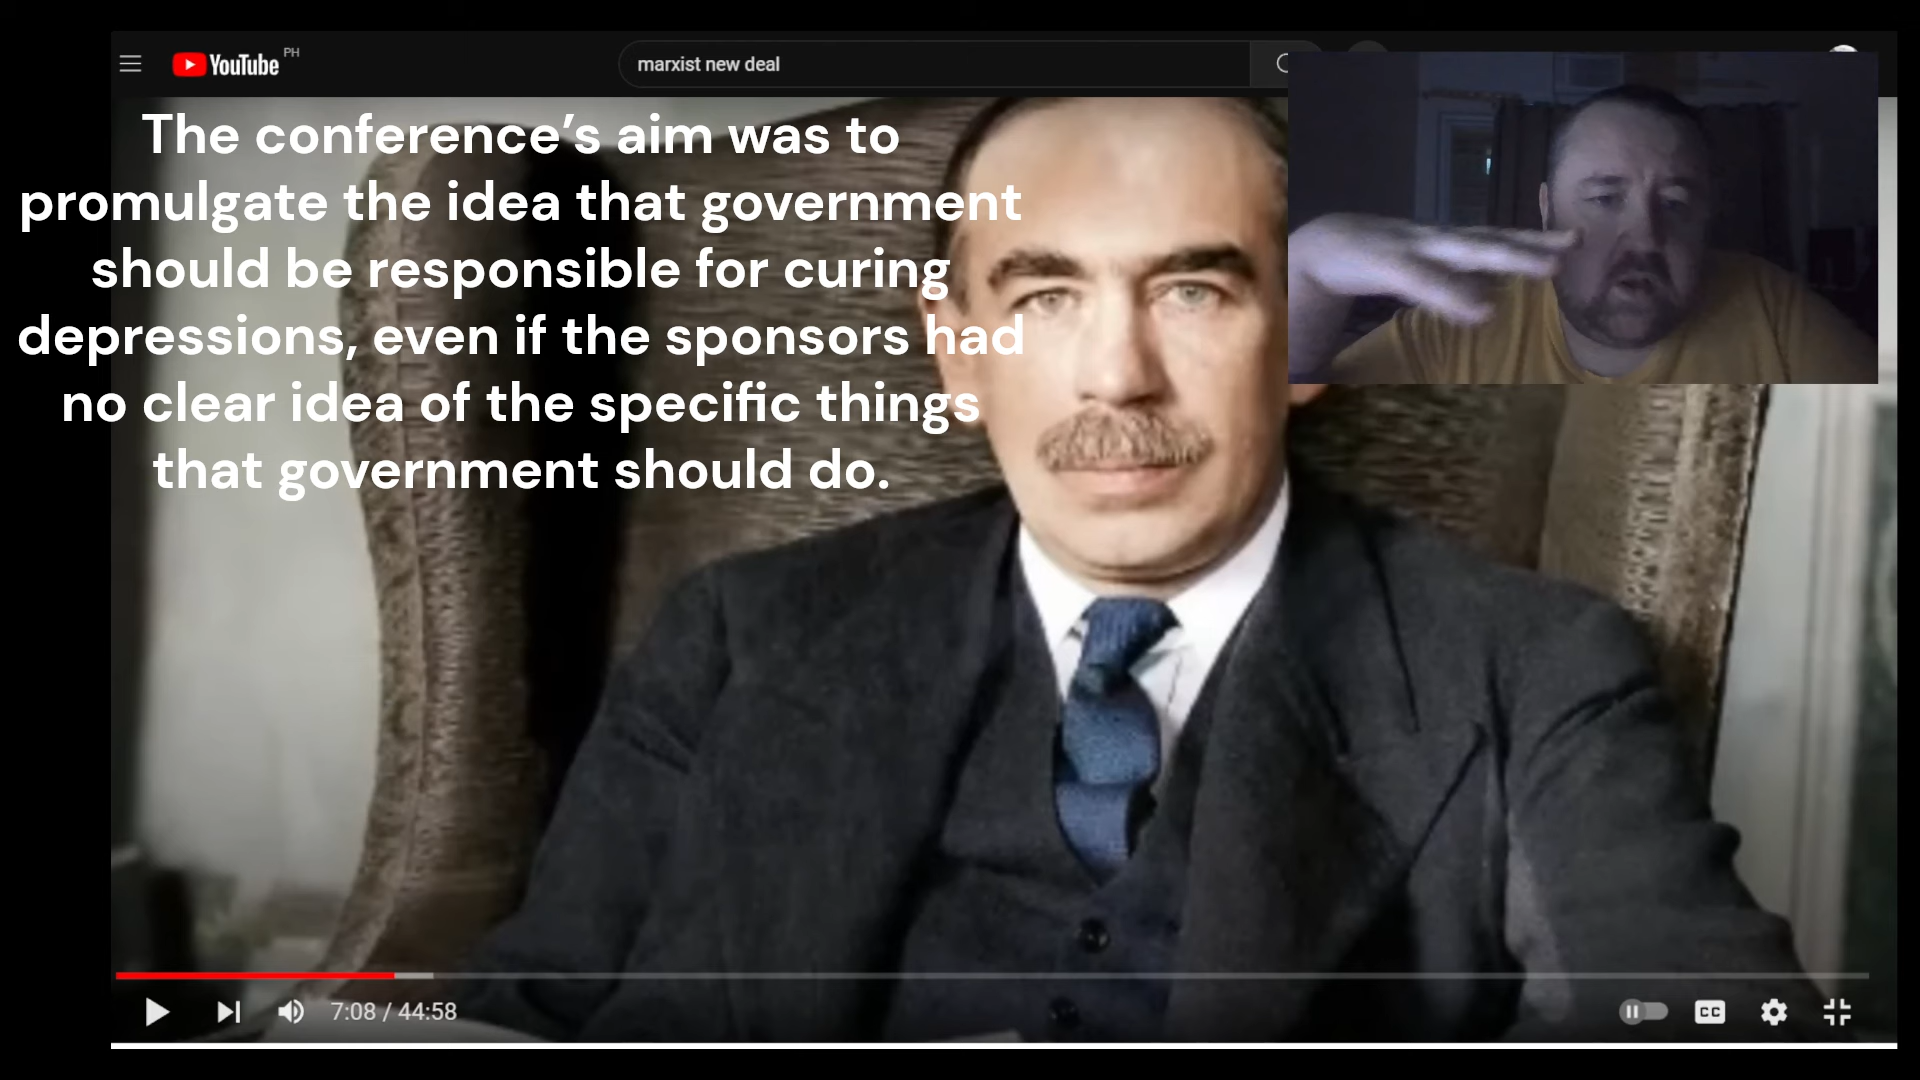 YouTube PH
marxist new deal
The conference’s aim was to
promulgate the idea that government
should be responsible for curing
depressions, even if the sponsors had
no clear idea of the specific things
that government should do.
7:08 / 44:58
CC